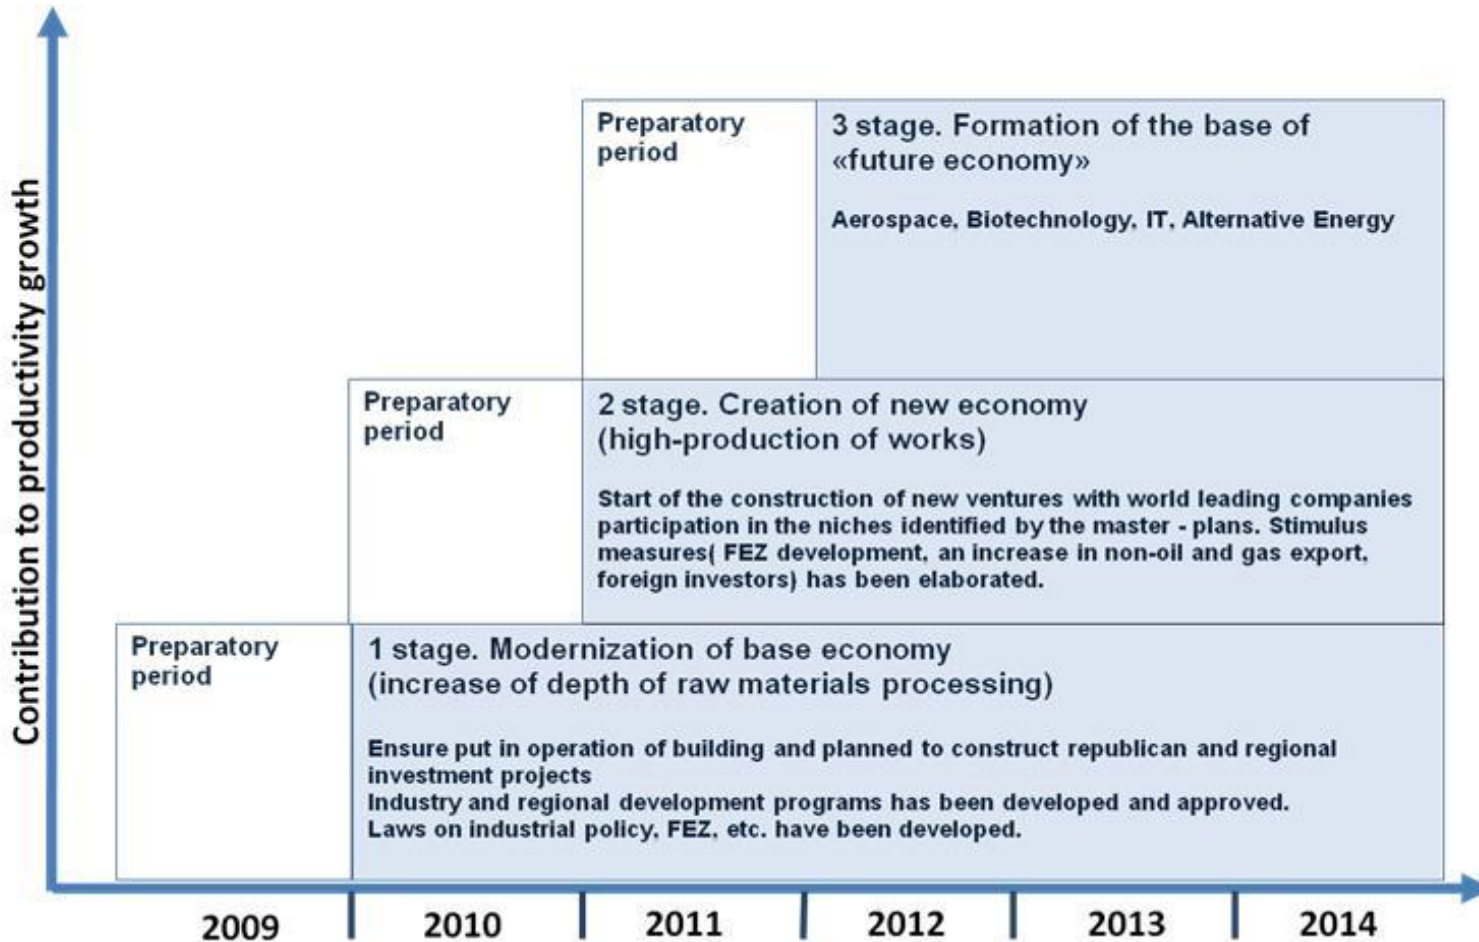 Contribution to productivity growth
Preparatory
period
3 stage. Formation of the base of
«future economy»
Aerospace, Biotechnology, IT, Alternative Energy
Preparatory
period
2 stage. Creation of new economy
(high-production of works)
Start of the construction of new ventures with world leading companies
participation in the niches identified by the master - plans. Stimulus
measures( FEZ development, an increase in non-oil and gas export,
foreign investors) has been elaborated.
Preparatory
period
1 stage. Modernization of base economy
(increase of depth of raw materials processing)
Ensure put in operation of building and planned to construct republican and regional
investment projects
Industry and regional development programs has been developed and approved.
Laws on industrial policy, FEZ, etc. have been developed.
2009 2010 2011 2012 2013 2014